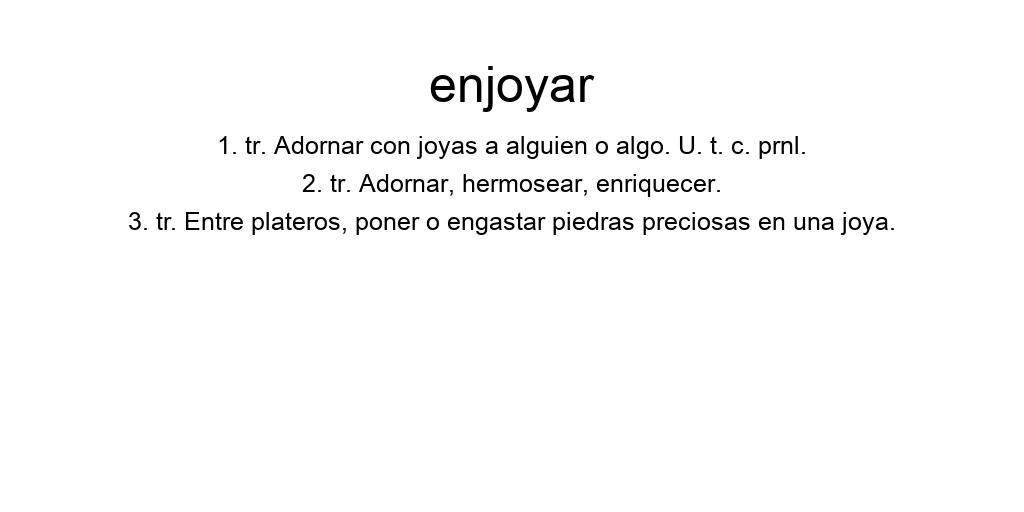 enjoyar
1. tr. Adornar con joyas a alguien o algo. U. t. c. prnl.
2. tr. Adornar, hermosear, enriquecer.
3. tr. Entre plateros, poner o engastar piedras preciosas en una joya.